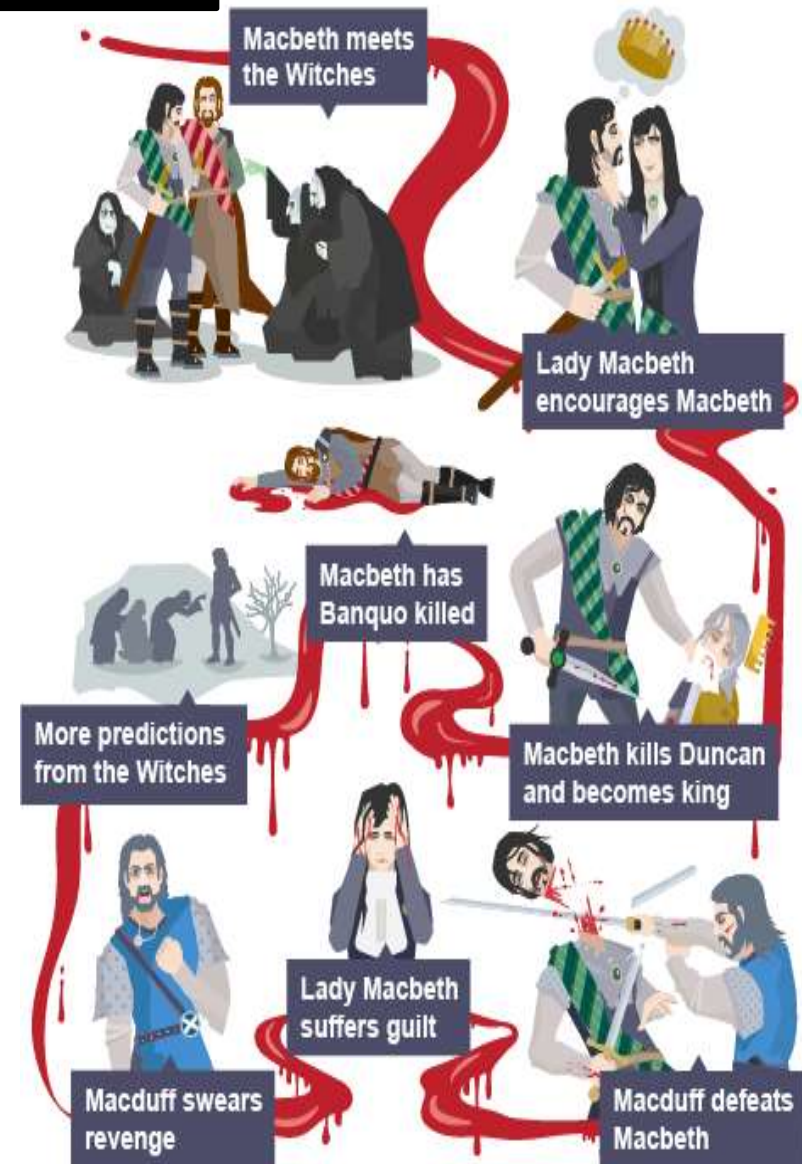 Macbeth meets
the Witches
Lady Macbeth
encourages Macbeth
Macbeth kills Duncan
and becomes king
Macbeth has
Banquo killed
More predictions
from the Witches
Macduff swears
revenge
Lady Macbeth
suffers guilt
Macduff defeats
Macbeth